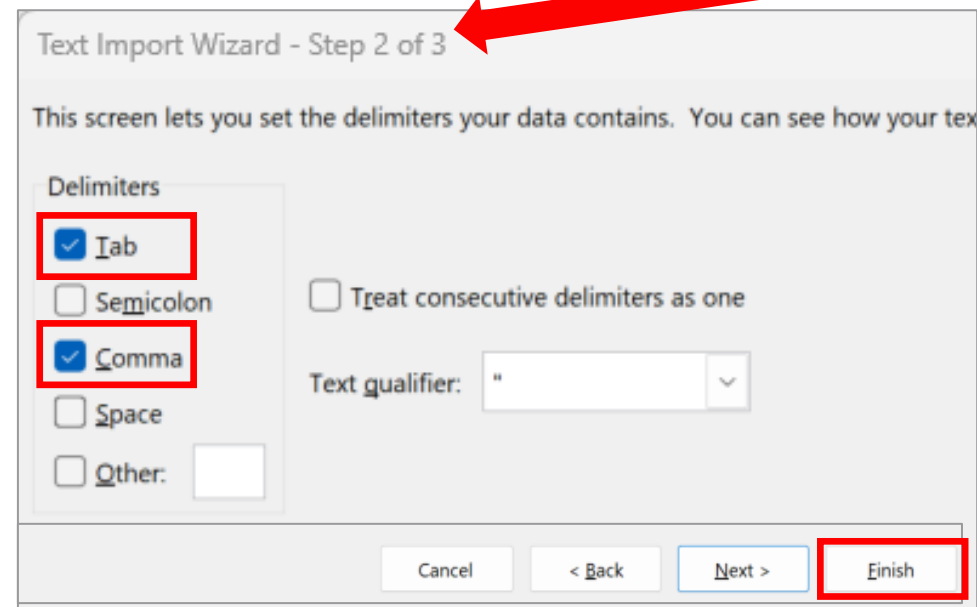 Text Import Wizard - Step 2 of 3
This screen lets you set the delimiters your data contains. You can see how your tex
Delimiters
Tab
Semicolon
Treat consecutive delimiters as one
Comma
Text qualifier: "
Space
Other:
Cancel < Back Next > Finish